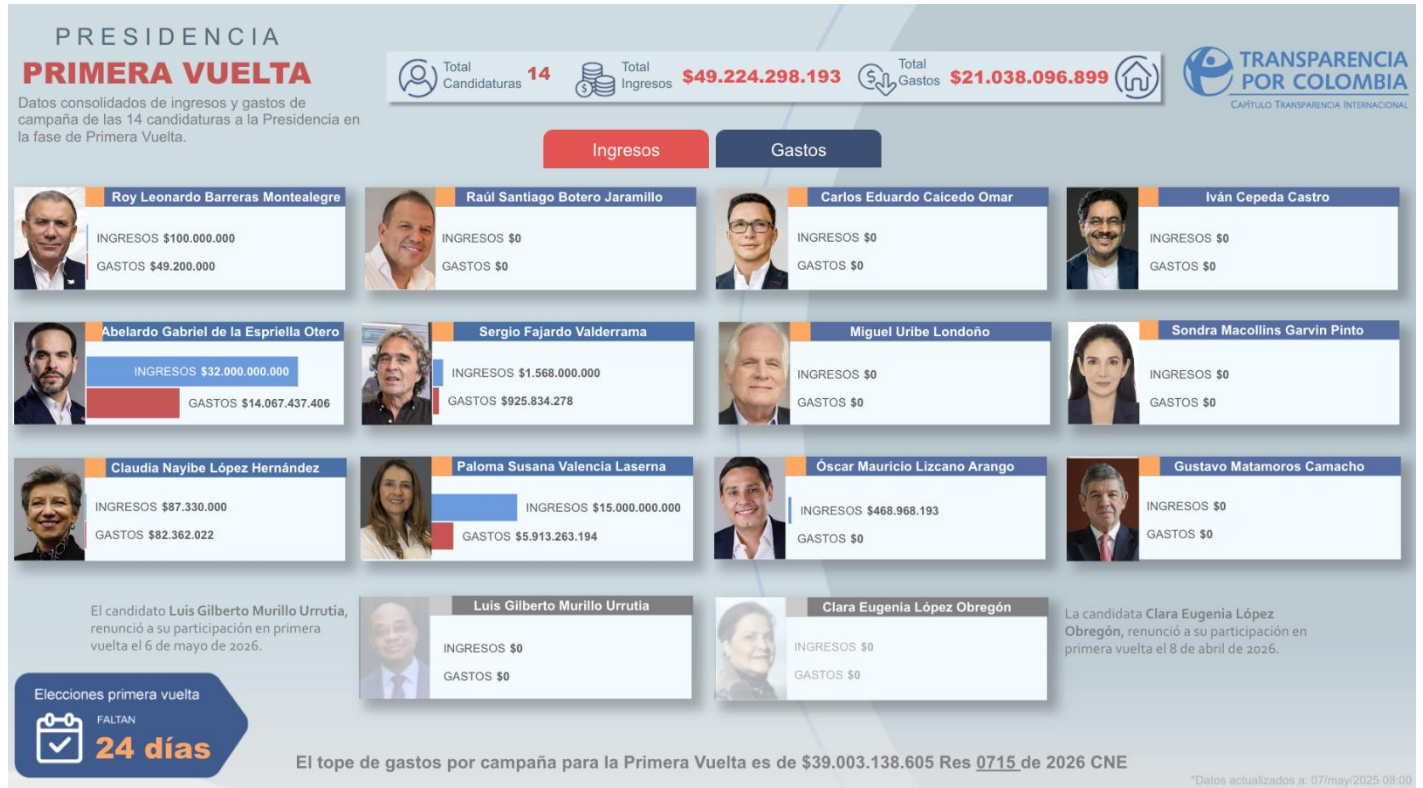 PRESIDENCIA
PRIMERA VUELTA
Datos consolidados de ingresos y gastos de
campaña de las 14 candidaturas a la Presidencia en
la fase de Primera Vuelta.
Total
Candidaturas 14
Total
Ingresos $49.224.298.193
Total
Gastos $21.038.096.899
TRANSPARENCIA
POR COLOMBIA
CAPÍTULO TRANSPARENCIA INTERNACIONAL
Ingresos
Gastos
Roy Leonardo Barreras Montealegre
INGRESOS $100.000.000
GASTOS $49.200.000
Raúl Santiago Botero Jaramillo
INGRESOS $0
GASTOS $0
Carlos Eduardo Caicedo Omar
INGRESOS $0
GASTOS $0
Iván Cepeda Castro
INGRESOS $0
GASTOS $0
Abelardo Gabriel de la Espriella Otero
INGRESOS $32.000.000.000
GASTOS $14.067.437.406
Sergio Fajardo Valderrama
INGRESOS $1.568.000.000
GASTOS $925.834.278
Miguel Uribe Londoño
INGRESOS $0
GASTOS $0
Sondra Macollins Garvin Pinto
INGRESOS $0
GASTOS $0
Claudia Nayibe López Hernández
INGRESOS $87.330.000
GASTOS $82.362.022
Paloma Susana Valencia Laserna
INGRESOS $15.000.000.000
GASTOS $5.913.263.194
Óscar Mauricio Lizcano Arango
INGRESOS $468.968.193
GASTOS $0
Gustavo Matamoros Camacho
INGRESOS $0
GASTOS $0
El candidato Luis Gilberto Murillo Urrutia,
renunció a su participación en primera
vuelta el 6 de mayo de 2026.
Luis Gilberto Murillo Urrutia
INGRESOS $0
GASTOS $0
Clara Eugenia López Obregón
INGRESOS $0
GASTOS $0
La candidata Clara Eugenia López
Obregón, renunció a su participación en
primera vuelta el 8 de abril de 2026.
Elecciones primera vuelta
FALTAN
24 días
El tope de gastos por campaña para la Primera Vuelta es de $39.003.138.605 Res 0715 de 2026 CNE
*Datos actualizados a: 07/may/2025 08:00